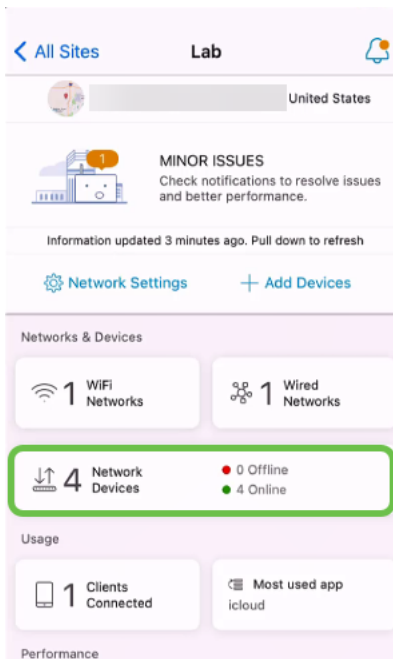 All Sites Lab
United States
1
MINOR ISSUES
Check notifications to resolve issues
and better performance.
Information updated 3 minutes ago. Pull down to refresh
Network Settings + Add Devices
Networks & Devices
1 WiFi Networks
1 Wired Networks
4 Network Devices
0 Offline
4 Online
Usage
1 Clients Connected
Most used app
icloud
Performance